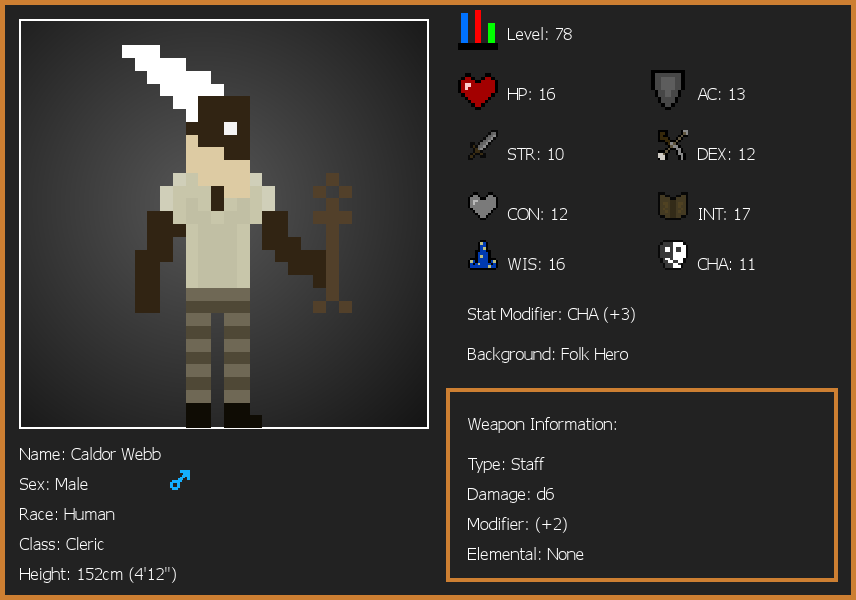 Level: 78
HP: 16
AC: 13
STR: 10
DEX: 12
CON: 12
INT: 17
WIS: 16
CHA: 11
Stat Modifier: CHA (+3)
Background: Folk Hero
Weapon Information:
Type: Staff
Damage: d6
Modifier: (+2)
Elemental: None
Name: Caldor Webb
Sex: Male
Race: Human
Class: Cleric
Height: 152cm (4'12")